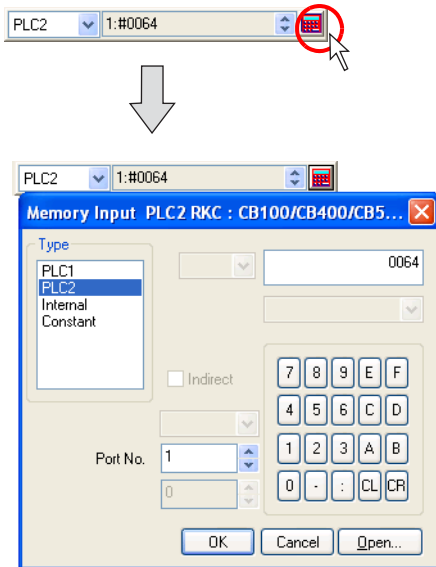 PLC2 1:#0064
PLC2 1:#0064
Memory Input PLC2 RKC : CB100/CB400/CB5...
Type
PLC1
PLC2
Internal
Constant
0064
Indirect
7 8 9 E F
4 5 6 C D
Port No. 1
1 2 3 A B
0
0 - : CL CR
OK Cancel Open...